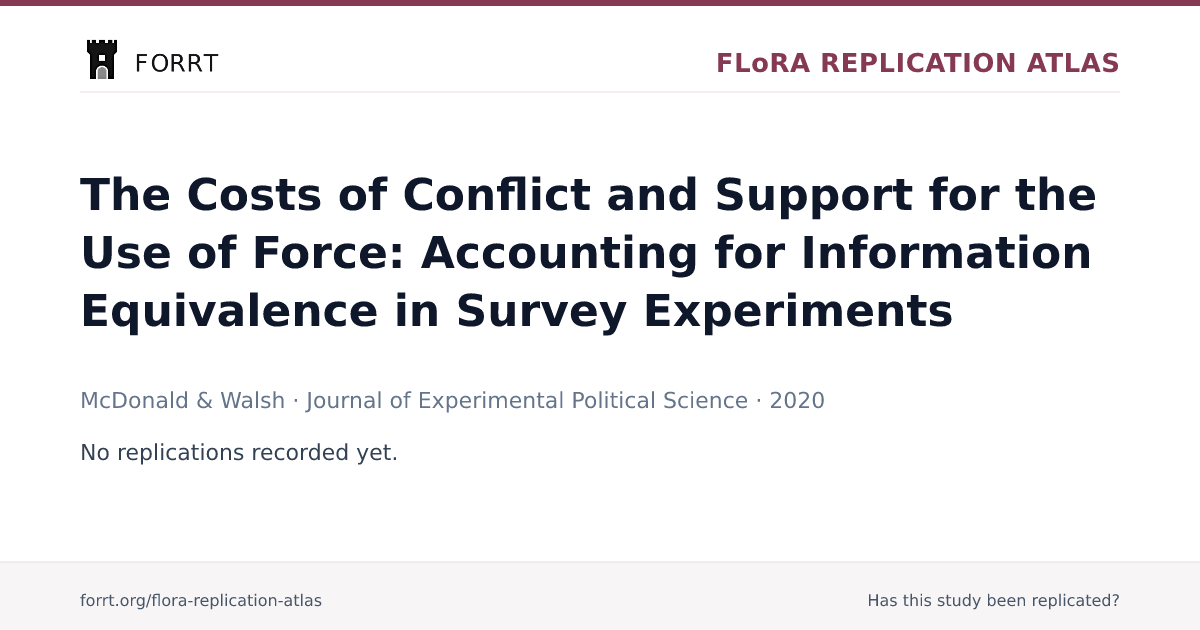 FORRT
FLoRA REPLICATION ATLAS
The Costs of Conflict and Support for the
Use of Force: Accounting for Information
Equivalence in Survey Experiments
McDonald & Walsh · Journal of Experimental Political Science · 2020
No replications recorded yet.
forrt.org/flora-replication-atlas
Has this study been replicated?